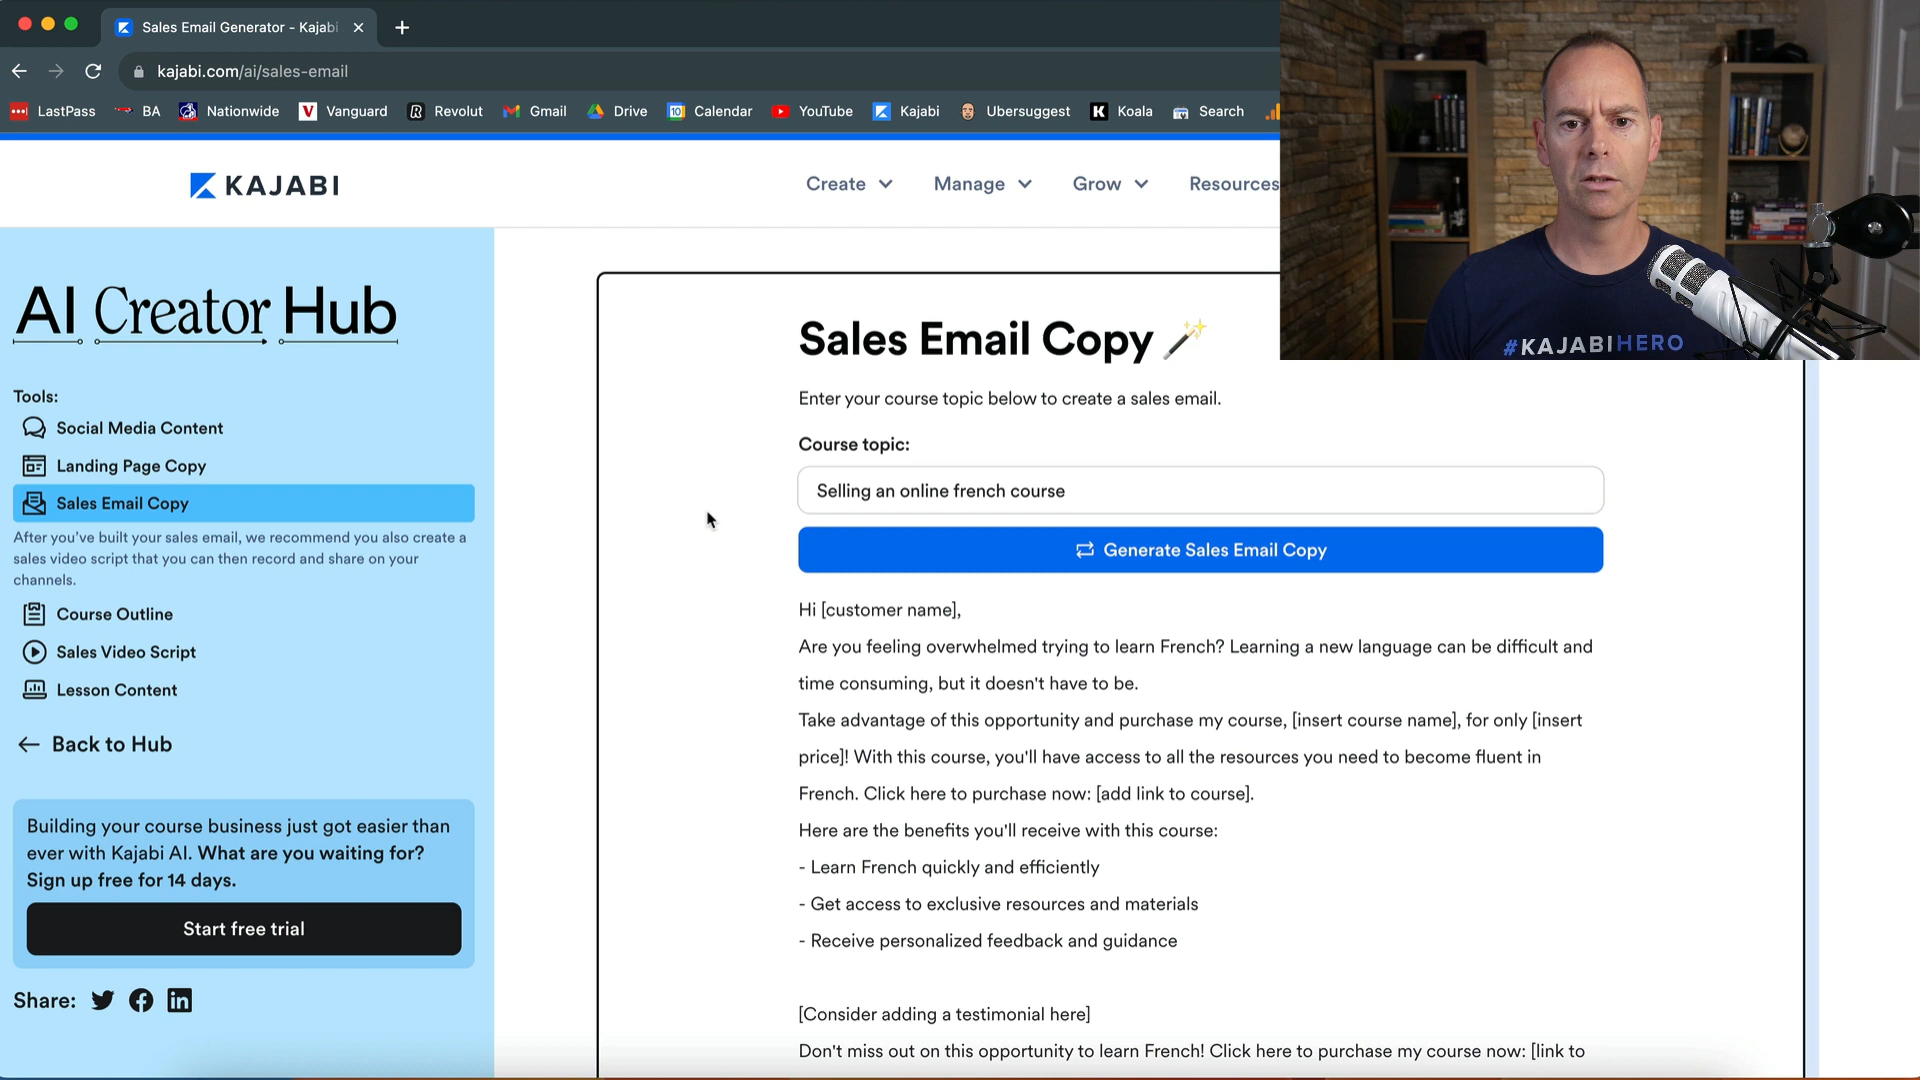 Sales Email Generator - Kajabi
kajabi.com/ai/sales-email
LastPass BA Nationwide Vanguard Revolut Gmail Drive Calendar YouTube Kajabi Ubersuggest Koala Search
KAJABI
Create Manage Grow Resources
#KAJABIHERO
AI Creator Hub
Tools:
Social Media Content
Landing Page Copy
Sales Email Copy
After you've built your sales email, we recommend you also create a
sales video script that you can then record and share on your
channels.
Course Outline
Sales Video Script
Lesson Content
Back to Hub
Building your course business just got easier than
ever with Kajabi AI. What are you waiting for?
Sign up free for 14 days.
Start free trial
Share:
Sales Email Copy
Enter your course topic below to create a sales email.
Course topic:
Selling an online french course
Generate Sales Email Copy
Hi [customer name],
Are you feeling overwhelmed trying to learn French? Learning a new language can be difficult and
time consuming, but it doesn't have to be.
Take advantage of this opportunity and purchase my course, [insert course name], for only [insert
price]! With this course, you'll have access to all the resources you need to become fluent in
French. Click here to purchase now: [add link to course].
Here are the benefits you'll receive with this course:
- Learn French quickly and efficiently
- Get access to exclusive resources and materials
- Receive personalized feedback and guidance
[Consider adding a testimonial here]
Don't miss out on this opportunity to learn French! Click here to purchase my course now: [link to